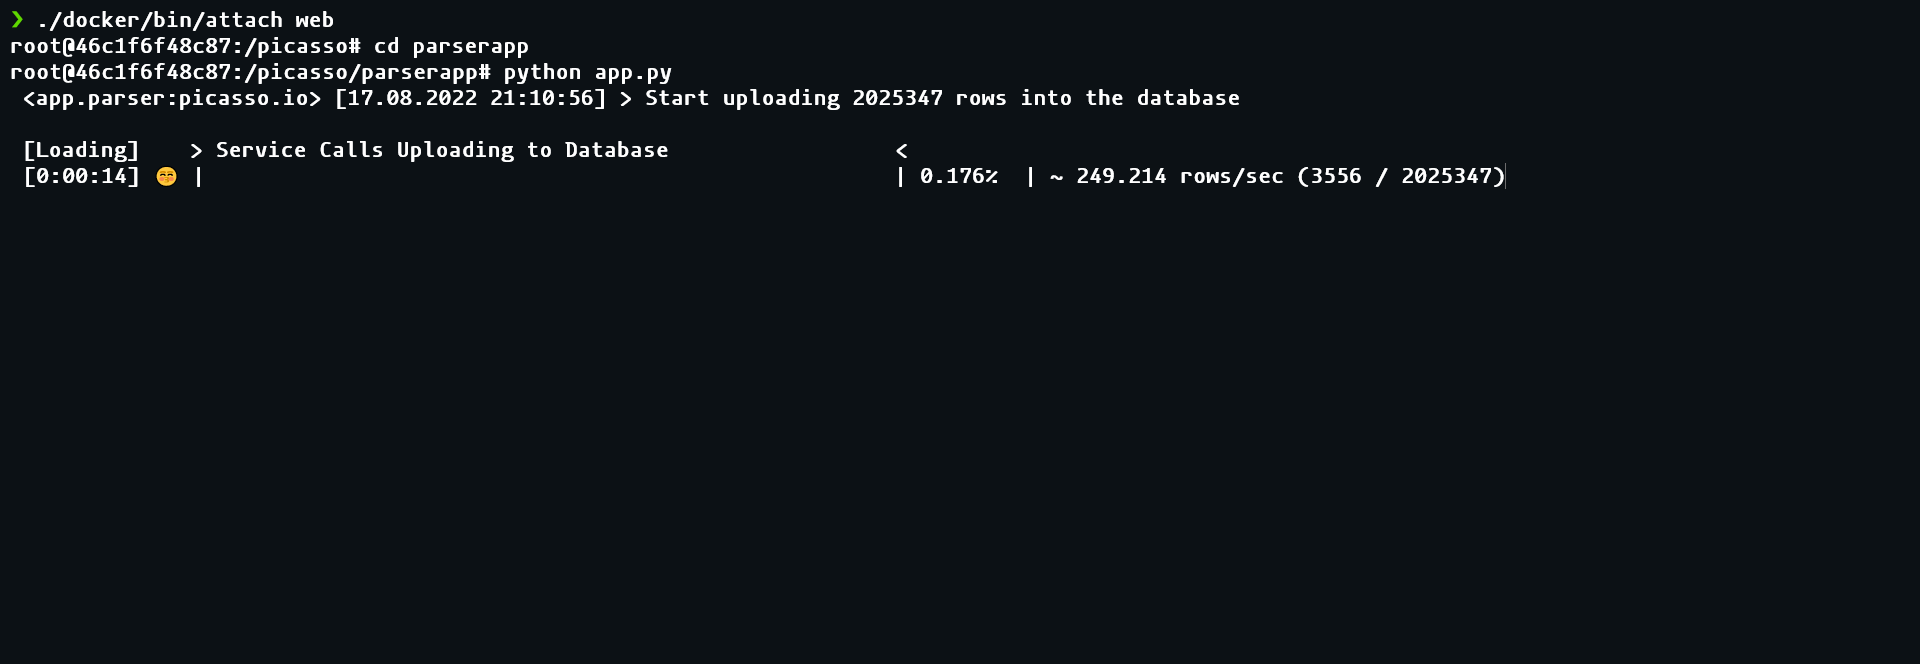 ❯ ./docker/bin/attach web
root@46c1f6f48c87:/picasso# cd parserapp
root@46c1f6f48c87:/picasso/parserapp# python app.py
<app.parser:picasso.io> [17.08.2022 21:10:56] > Start uploading 2025347 rows into the database
[Loading] > Service Calls Uploading to Database <
[0:00:14] 😁 | | 0.176% | ~ 249.214 rows/sec (3556 / 2025347)